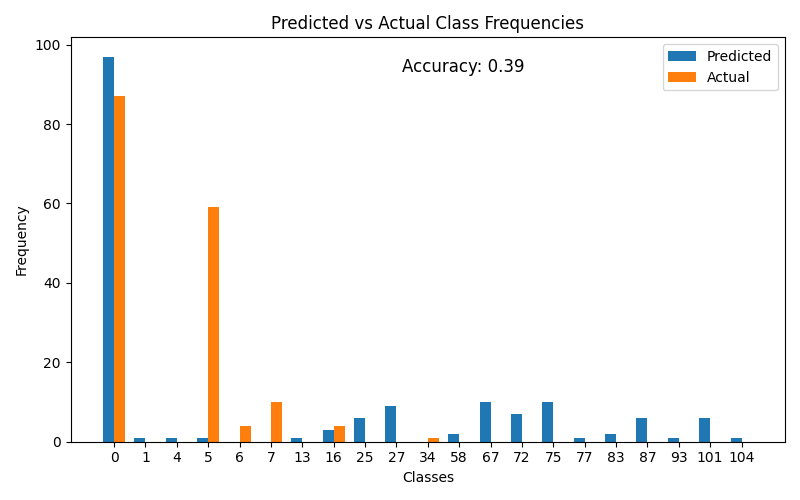 Predicted vs Actual Class Frequencies
Accuracy: 0.39
Predicted
Actual
Frequency
100
80
60
40
20
0
0 1 4 5 6 7 13 16 25 27 34 58 67 72 75 77 83 87 93 101 104
Classes